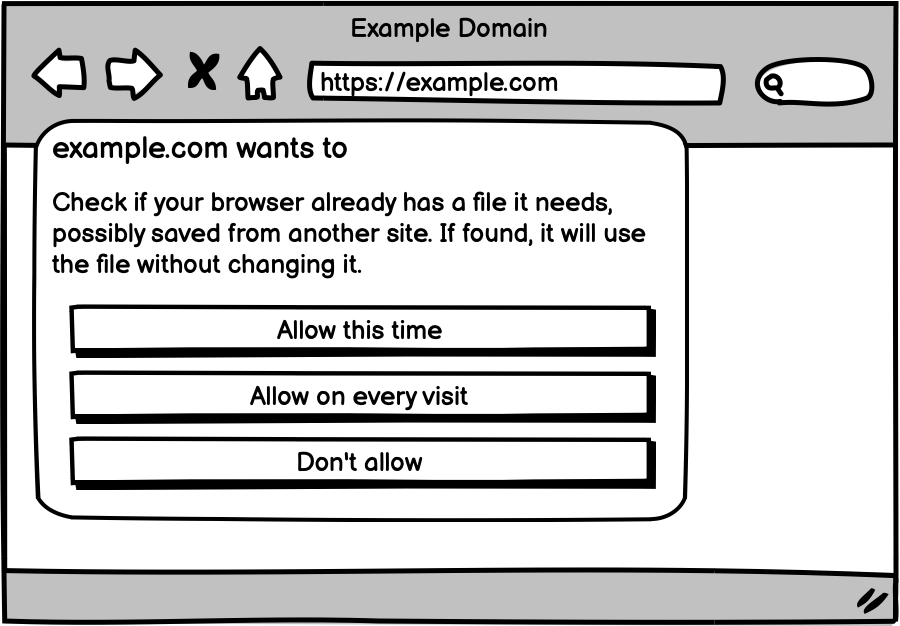 Example Domain
https://example.com
example.com wants to
Check if your browser already has a file it needs,
possibly saved from another site. If found, it will use
the file without changing it.
Allow this time
Allow on every visit
Don't allow